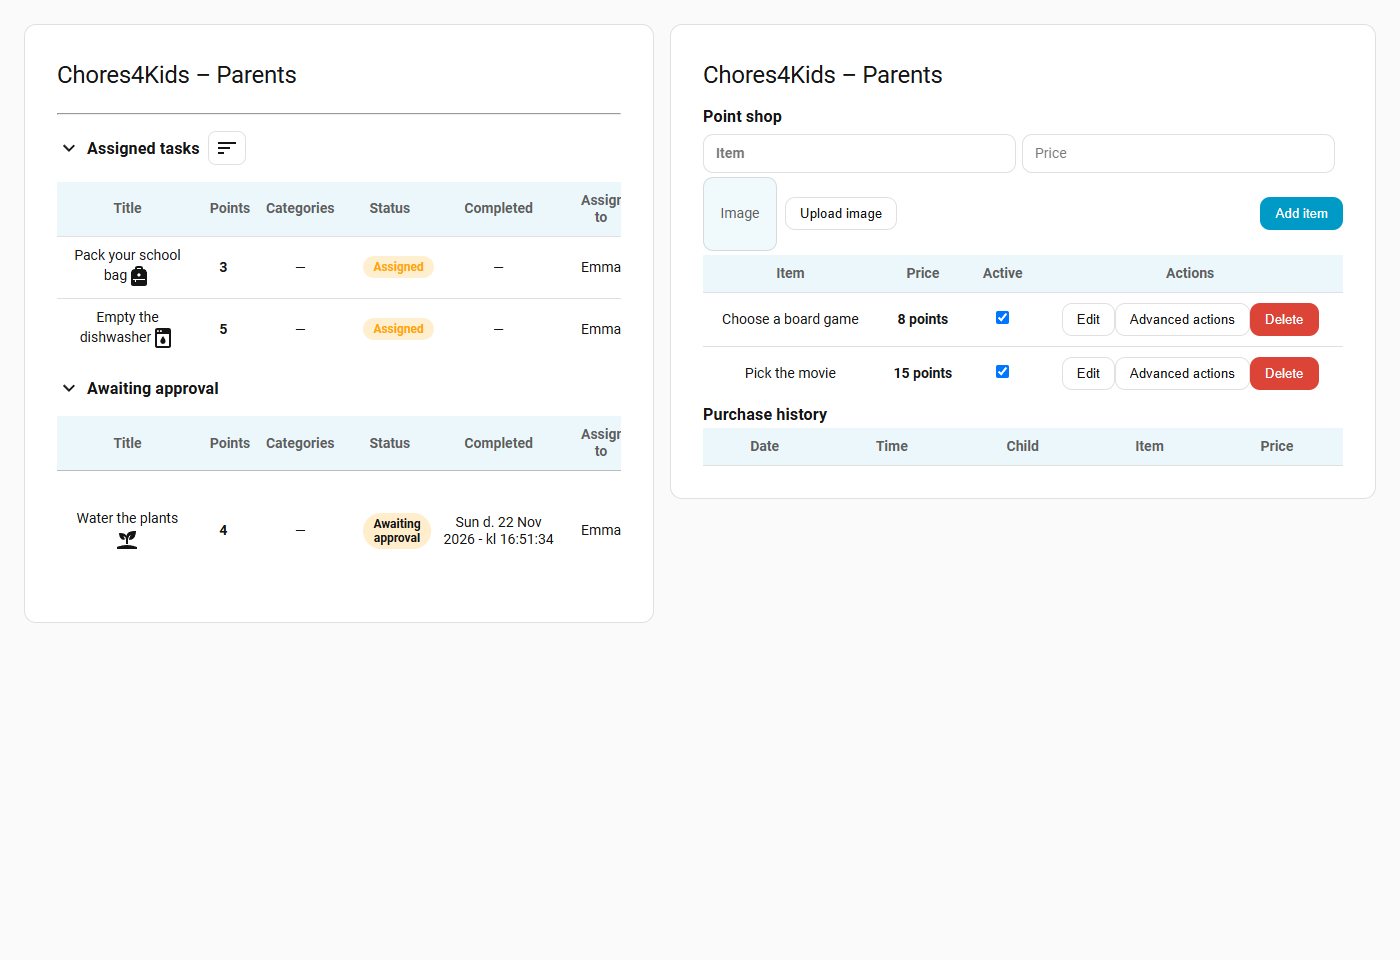 Chores4Kids – Parents
Assigned tasks
Title Points Categories Status Completed Assign to
Pack your school bag 3 – Assigned – Emma
Empty the dishwasher 5 – Assigned – Emma
Awaiting approval
Title Points Categories Status Completed Assign to
Water the plants 4 – Awaiting approval Sun d. 22 Nov 2026 - kl 16:51:34 Emma
Chores4Kids – Parents
Point shop
Item Price
Image Upload image Add item
Item Price Active Actions
Choose a board game 8 points Edit Advanced actions Delete
Pick the movie 15 points Edit Advanced actions Delete
Purchase history
Date Time Child Item Price